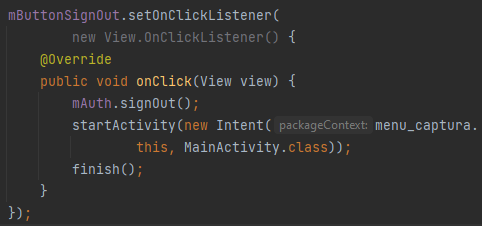 mButtonSignOut.setOnClickListener(
new View.OnClickListener() {
@Override
public void onClick(View view) {
mAuth.signOut();
startActivity(new Intent( packageContext: menu_captura.
this, MainActivity.class));
finish();
}
});